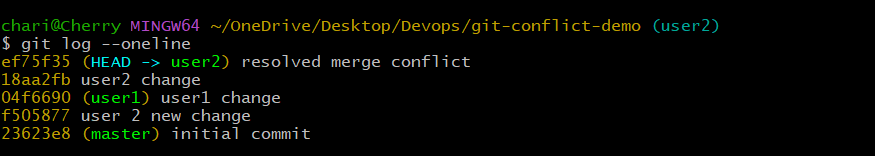 chari@Cherry MINGW64 ~/OneDrive/Desktop/Devops/git-conflict-demo (user2)
$ git log --oneline
ef75f35 (HEAD -> user2) resolved merge conflict
18aa2fb user2 change
04f6690 (user1) user1 change
f505877 user 2 new change
23623e8 (master) initial commit